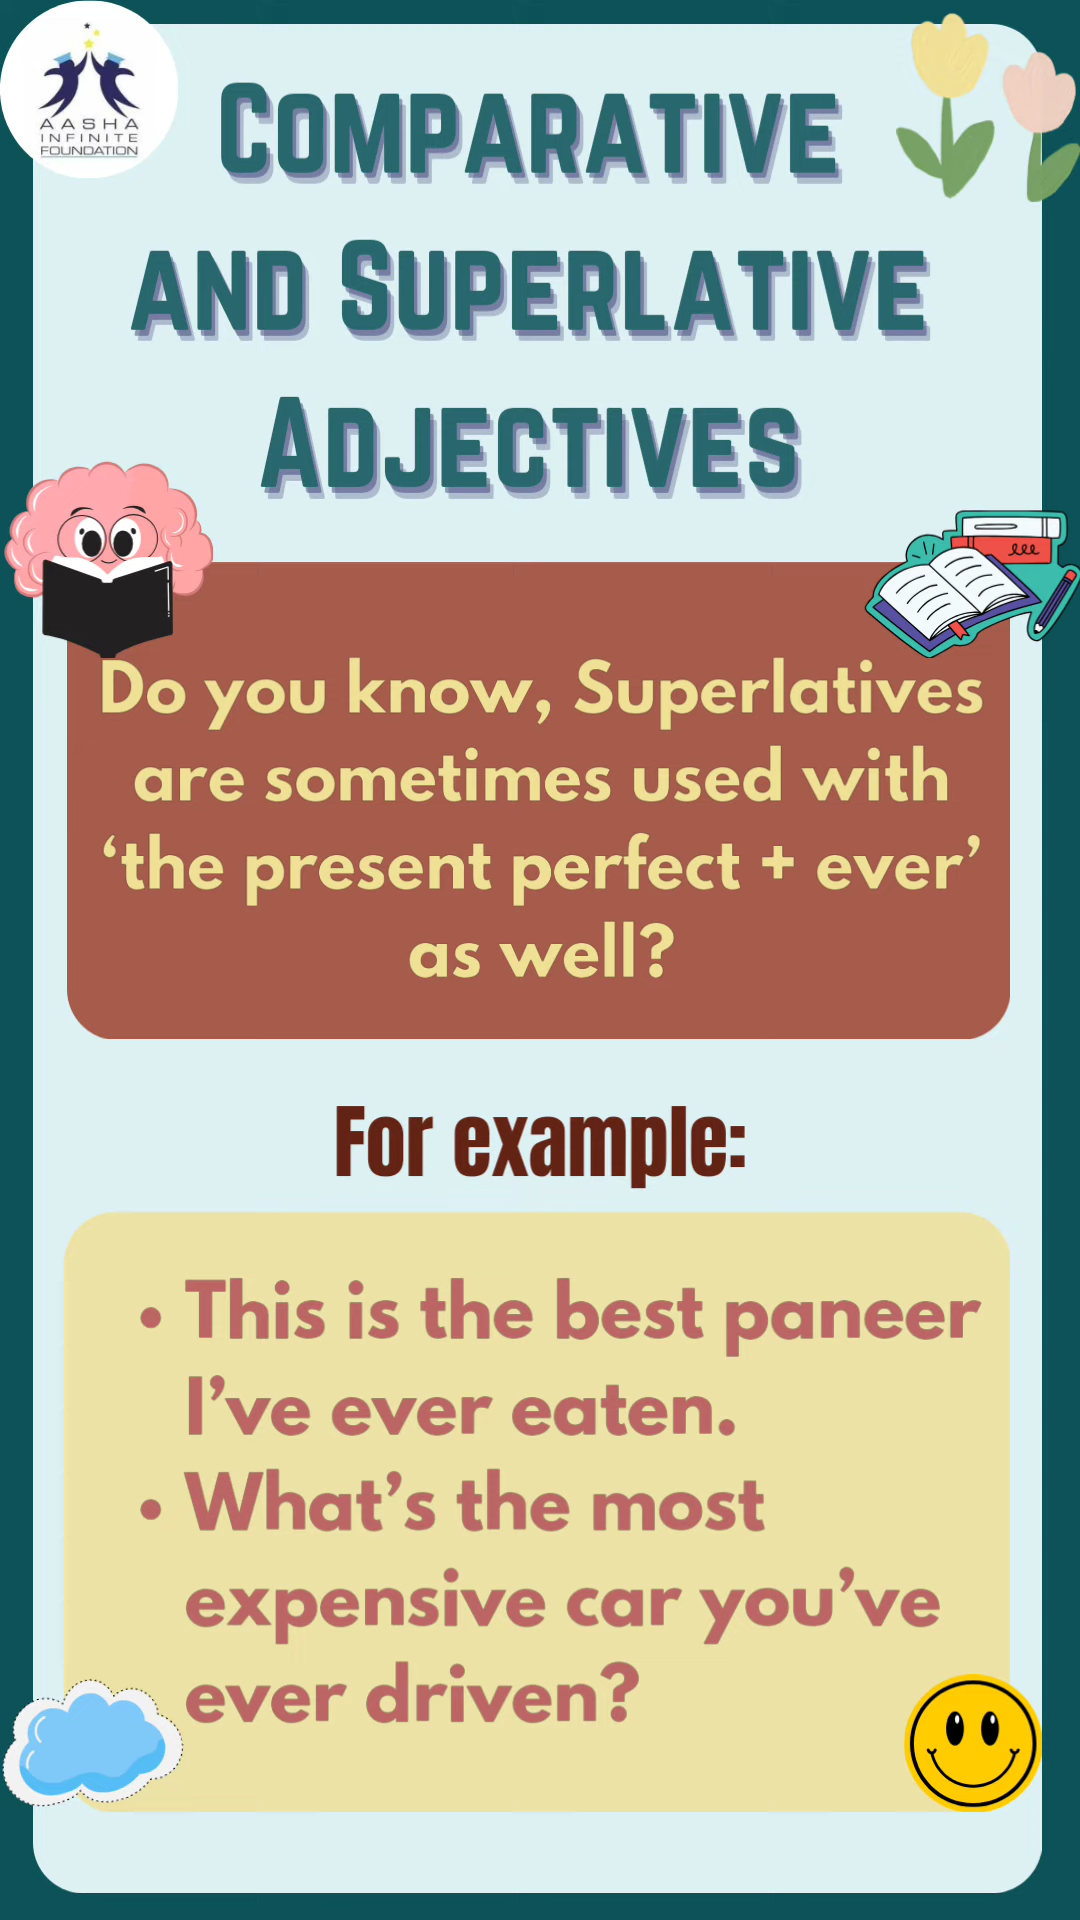 AASHA
INFINITE
FOUNDATION
Comparative
and Superlative
Adjectives
Do you know, Superlatives
are sometimes used with
‘the present perfect + ever’
as well?
For example:
• This is the best paneer
I’ve ever eaten.
• What’s the most
expensive car you’ve
ever driven?